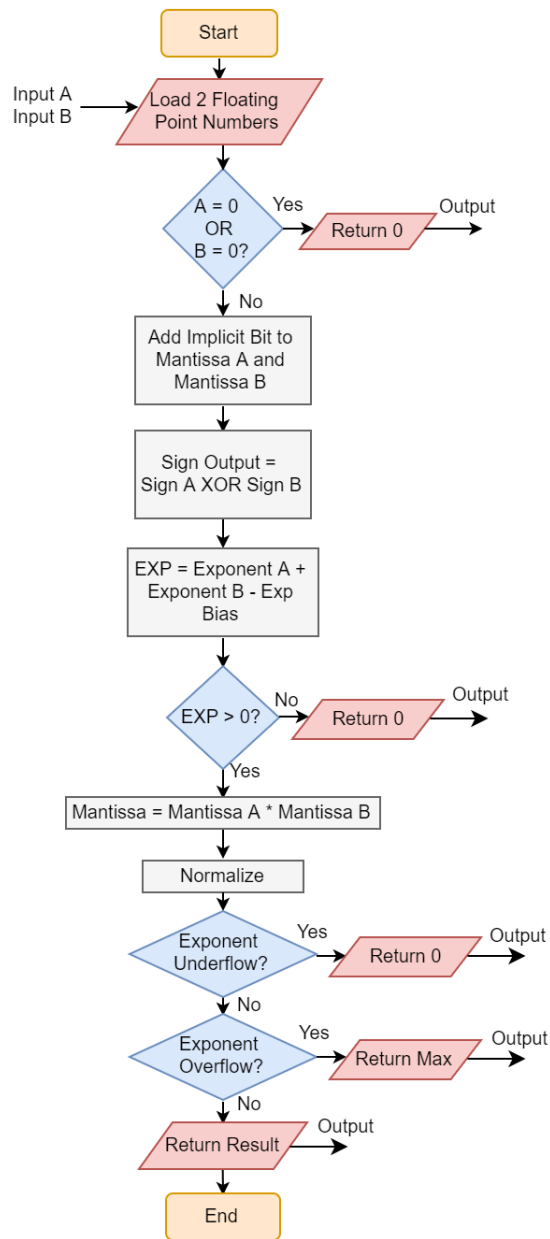 Start
Input A
Input B
Load 2 Floating
Point Numbers
A = 0
OR
B = 0?
Yes
Return 0
Output
No
Add Implicit Bit to
Mantissa A and
Mantissa B
Sign Output =
Sign A XOR Sign B
EXP = Exponent A +
Exponent B - Exp
Bias
EXP > 0?
No
Return 0
Output
Yes
Mantissa = Mantissa A * Mantissa B
Normalize
Exponent
Underflow?
Yes
Return 0
Output
No
Exponent
Overflow?
Yes
Return Max
Output
No
Return Result
Output
End